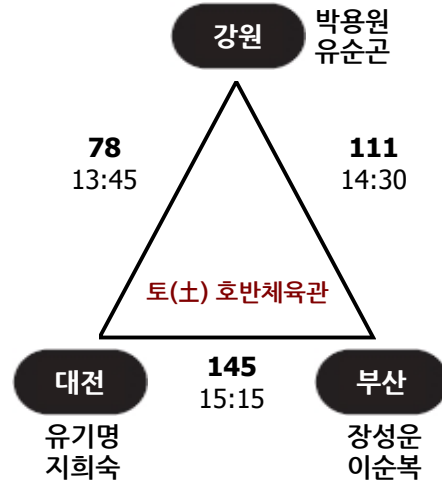 강원
박용원
유순곤
78
13:45
111
14:30
토(土) 호반체육관
대전
145
15:15
부산
유기명
지희숙
장성운
이순복